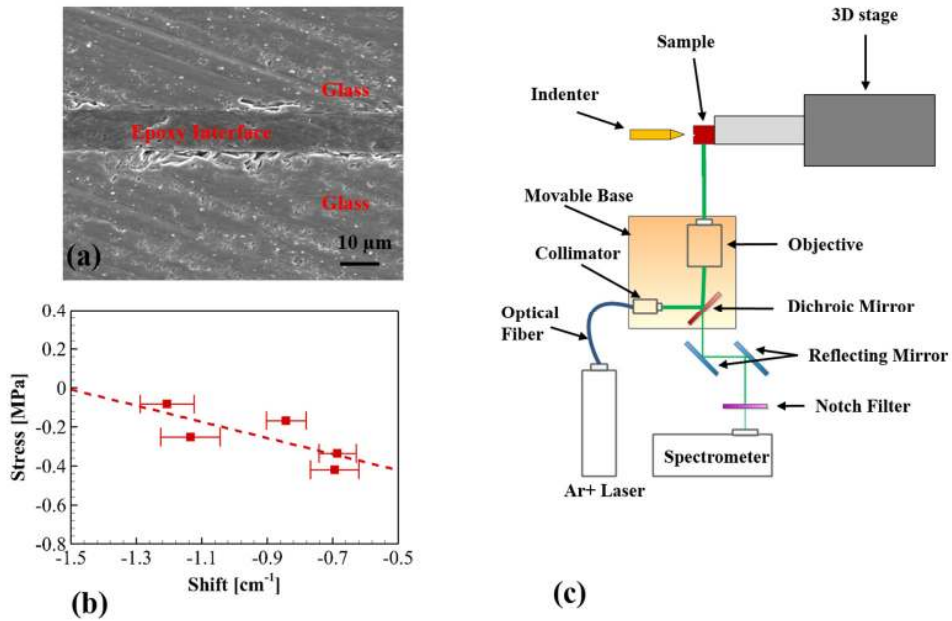 Glass
Epoxy Interface
Glass
10 µm
(a)
0.4
0
-0.2
-0.4
-0.6
-0.8
-1.5
-1.3
-1.1
-0.9
-0.7
-0.5
Stress [MPa]
Shift [cm⁻¹]
(b)
(c)
3D stage
Sample
Indenter
Movable Base
Collimator
Objective
Optical
Fiber
Dichroic Mirror
Reflecting Mirror
Notch Filter
Spectrometer
Ar+ Laser